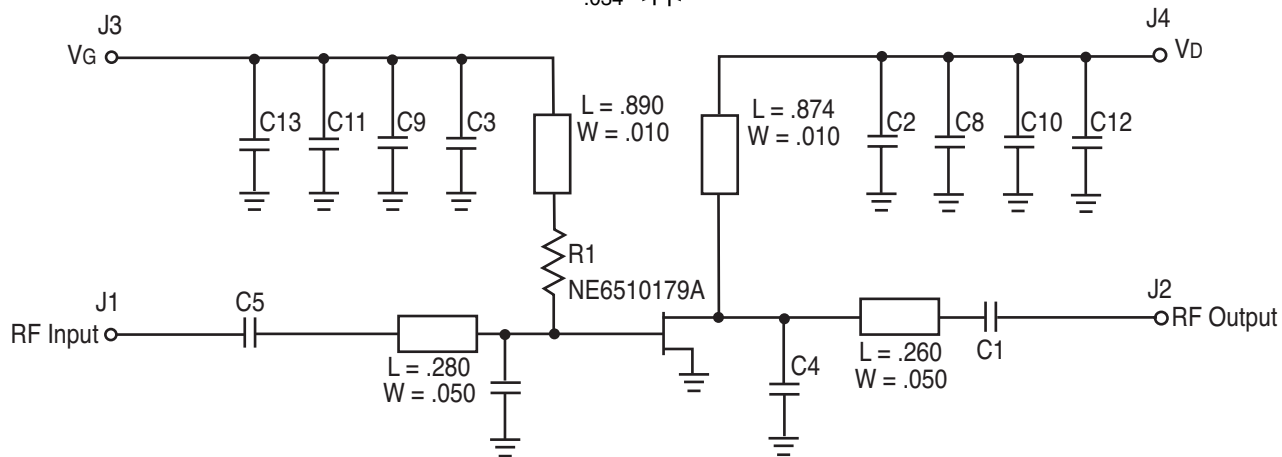 J3
VG
C13
C11
C9
C3
L = .890
W = .010
L = .874
W = .010
C2
C8
C10
C12
J4
VD
R1
NE6510179A
J1
RF Input
C5
L = .280
W = .050
C4
L = .260
W = .050
C1
J2
RF Output